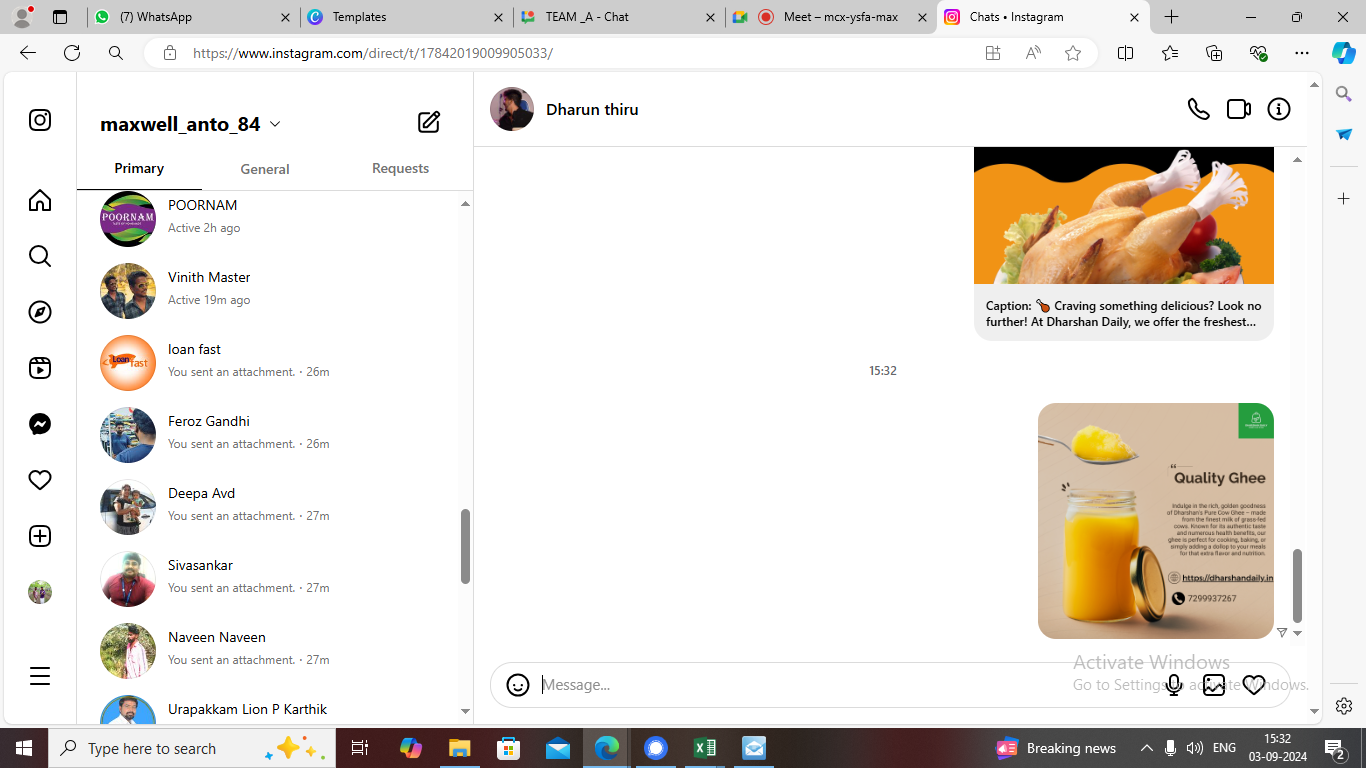 (7) WhatsApp
Templates
TEAM _A - Chat
Meet – mcx-ysfa-max
Chats • Instagram
https://www.instagram.com/direct/t/17842019009905033/
maxwell_anto_84
Primary
General
Requests
POORNAM
POORNAM
Active 2h ago
Vinith Master
Active 19m ago
Loan fast
loan fast
You sent an attachment. · 26m
Feroz Gandhi
You sent an attachment. · 26m
Deepa Avd
You sent an attachment. · 27m
Sivasankar
You sent an attachment. · 27m
Naveen Naveen
You sent an attachment. · 27m
Urapakkam Lion P Karthik
Dharun thiru
Caption: 🍗 Craving something delicious? Look no
further! At Dharshan Daily, we offer the freshest...
15:32
Quality Ghee
Indulge in the rich, golden goodness
of Dharshan's Pure Cow Ghee – made
from the finest milk of grass-fed
cows. Known for its authentic taste
and numerous health benefits, our
ghee is perfect for cooking, baking, or
simply adding a dollop to your meals
for that extra flavor and nutrition.
https://dharshandaily.in
7299937267
Message...
Activate Windows
Go to Settings to activate Windows.
Type here to search
Breaking news
ENG
15:32
03-09-2024
2